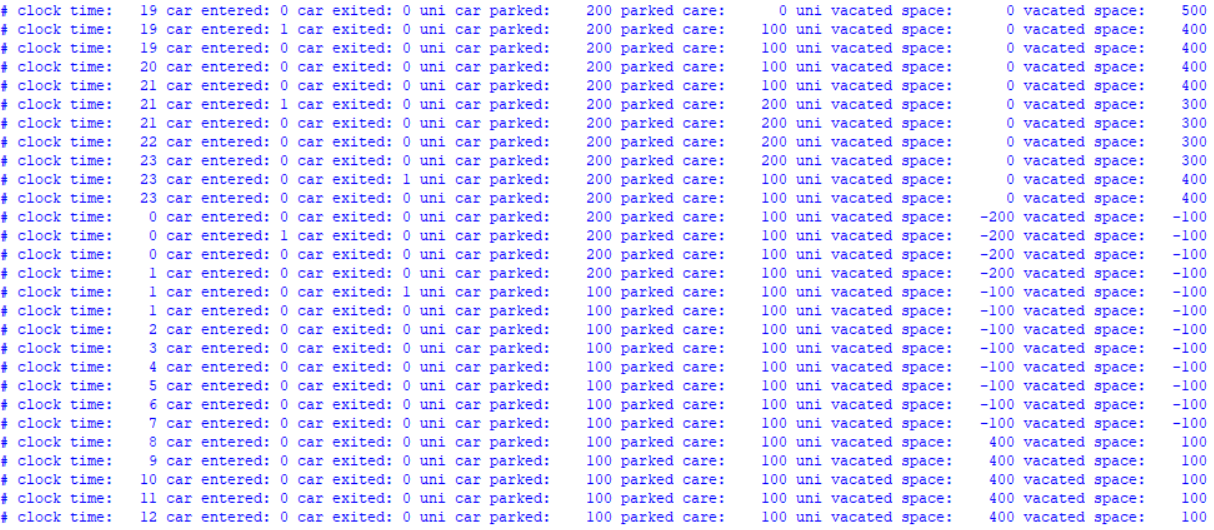 # clock time: 19 car entered: 0 car exited: 0 uni car parked: 200 parked care: 0 uni vacated space: 0 vacated space: 500
# clock time: 19 car entered: 1 car exited: 0 uni car parked: 200 parked care: 100 uni vacated space: 0 vacated space: 400
# clock time: 19 car entered: 0 car exited: 0 uni car parked: 200 parked care: 100 uni vacated space: 0 vacated space: 400
# clock time: 20 car entered: 0 car exited: 0 uni car parked: 200 parked care: 100 uni vacated space: 0 vacated space: 400
# clock time: 21 car entered: 0 car exited: 0 uni car parked: 200 parked care: 100 uni vacated space: 0 vacated space: 400
# clock time: 21 car entered: 1 car exited: 0 uni car parked: 200 parked care: 200 uni vacated space: 0 vacated space: 300
# clock time: 21 car entered: 0 car exited: 0 uni car parked: 200 parked care: 200 uni vacated space: 0 vacated space: 300
# clock time: 22 car entered: 0 car exited: 0 uni car parked: 200 parked care: 200 uni vacated space: 0 vacated space: 300
# clock time: 23 car entered: 0 car exited: 0 uni car parked: 200 parked care: 200 uni vacated space: 0 vacated space: 300
# clock time: 23 car entered: 0 car exited: 1 uni car parked: 200 parked care: 100 uni vacated space: 0 vacated space: 400
# clock time: 23 car entered: 0 car exited: 0 uni car parked: 200 parked care: 100 uni vacated space: 0 vacated space: 400
# clock time: 0 car entered: 0 car exited: 0 uni car parked: 200 parked care: 100 uni vacated space: -200 vacated space: -100
# clock time: 0 car entered: 1 car exited: 0 uni car parked: 200 parked care: 100 uni vacated space: -200 vacated space: -100
# clock time: 0 car entered: 0 car exited: 0 uni car parked: 200 parked care: 100 uni vacated space: -200 vacated space: -100
# clock time: 1 car entered: 0 car exited: 0 uni car parked: 200 parked care: 100 uni vacated space: -200 vacated space: -100
# clock time: 1 car entered: 0 car exited: 1 uni car parked: 100 parked care: 100 uni vacated space: -100 vacated space: -100
# clock time: 1 car entered: 0 car exited: 0 uni car parked: 100 parked care: 100 uni vacated space: -100 vacated space: -100
# clock time: 2 car entered: 0 car exited: 0 uni car parked: 100 parked care: 100 uni vacated space: -100 vacated space: -100
# clock time: 3 car entered: 0 car exited: 0 uni car parked: 100 parked care: 100 uni vacated space: -100 vacated space: -100
# clock time: 4 car entered: 0 car exited: 0 uni car parked: 100 parked care: 100 uni vacated space: -100 vacated space: -100
# clock time: 5 car entered: 0 car exited: 0 uni car parked: 100 parked care: 100 uni vacated space: -100 vacated space: -100
# clock time: 6 car entered: 0 car exited: 0 uni car parked: 100 parked care: 100 uni vacated space: -100 vacated space: -100
# clock time: 7 car entered: 0 car exited: 0 uni car parked: 100 parked care: 100 uni vacated space: -100 vacated space: -100
# clock time: 8 car entered: 0 car exited: 0 uni car parked: 100 parked care: 100 uni vacated space: 400 vacated space: 100
# clock time: 9 car entered: 0 car exited: 0 uni car parked: 100 parked care: 100 uni vacated space: 400 vacated space: 100
# clock time: 10 car entered: 0 car exited: 0 uni car parked: 100 parked care: 100 uni vacated space: 400 vacated space: 100
# clock time: 11 car entered: 0 car exited: 0 uni car parked: 100 parked care: 100 uni vacated space: 400 vacated space: 100
# clock time: 12 car entered: 0 car exited: 0 uni car parked: 100 parked care: 100 uni vacated space: 400 vacated space: 100